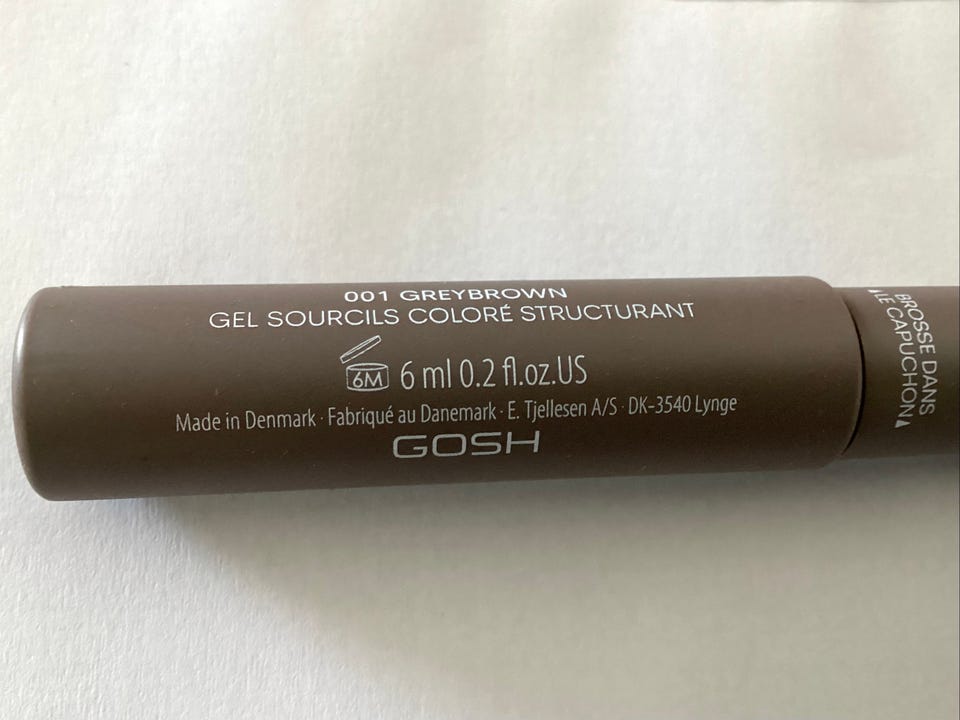 001 GREYBROWN
GEL SOURCILS COLORÉ STRUCTURANT
6M 6 ml 0.2 fl.oz.US
Made in Denmark · Fabriqué au Danemark · E. Tjellesen A/S · DK-3540 Lynge
GOSH
BROSSE DANS
LE CAPUCHON